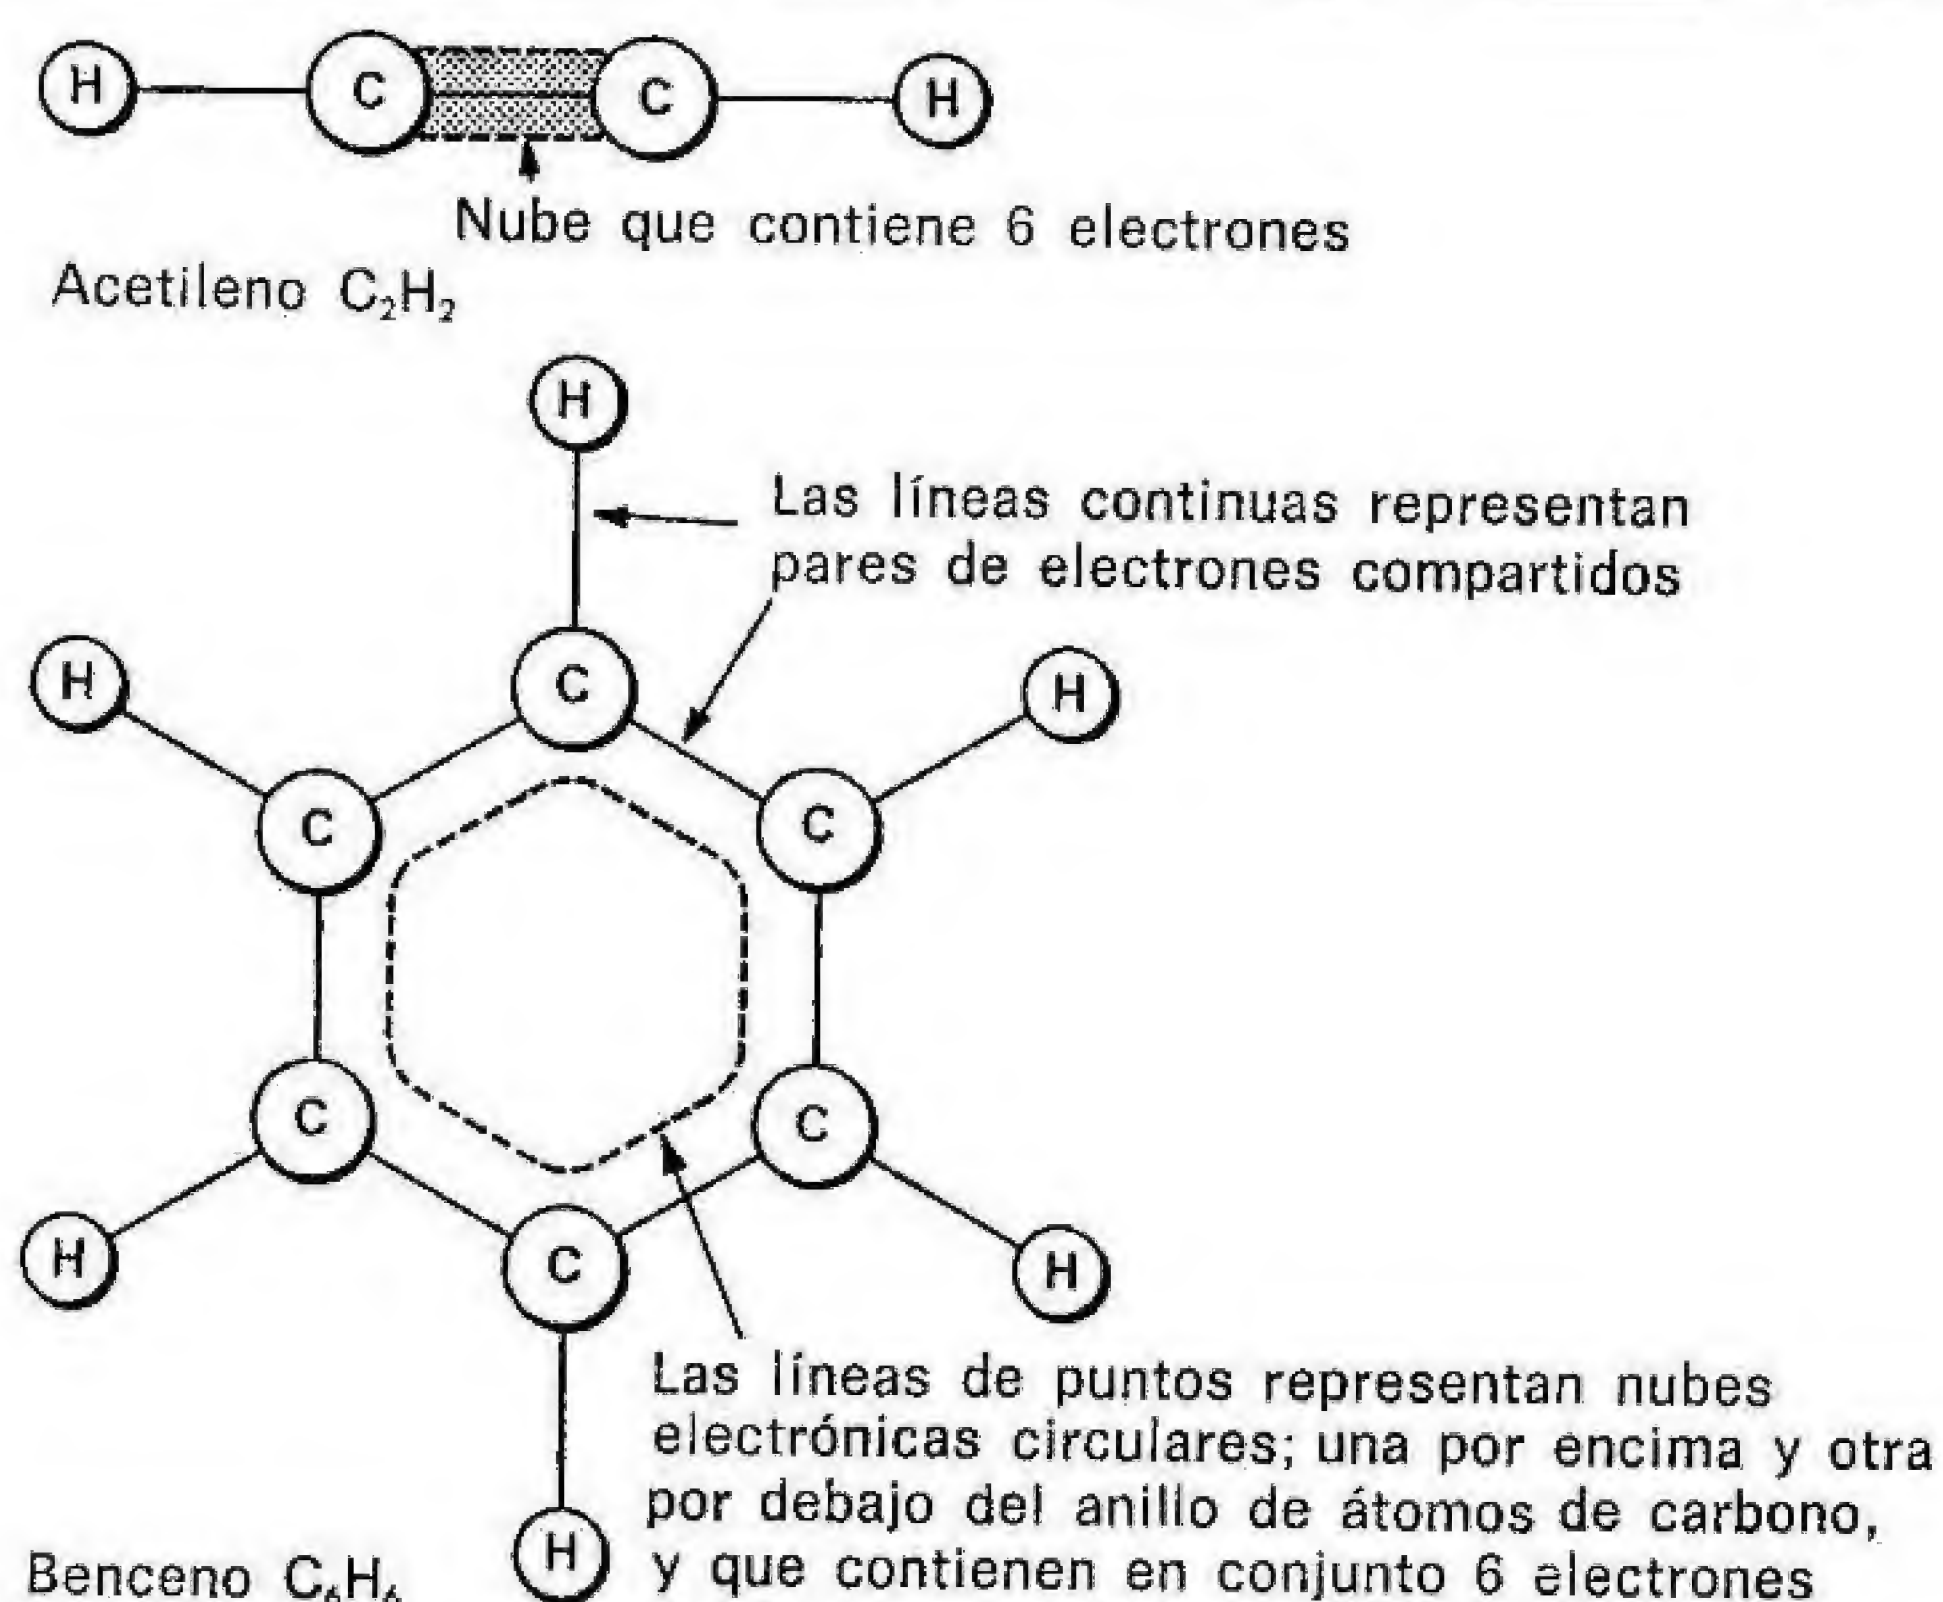 H C C H
Nube que contiene 6 electrones
Acetileno C₂H₂
H
Las líneas continuas representan
pares de electrones compartidos
H C H
C C
C C
H C H
Las líneas de puntos representan nubes
electrónicas circulares; una por encima y otra
por debajo del anillo de átomos de carbono,
Benceno C₆H₆ H y que contienen en conjunto 6 electrones